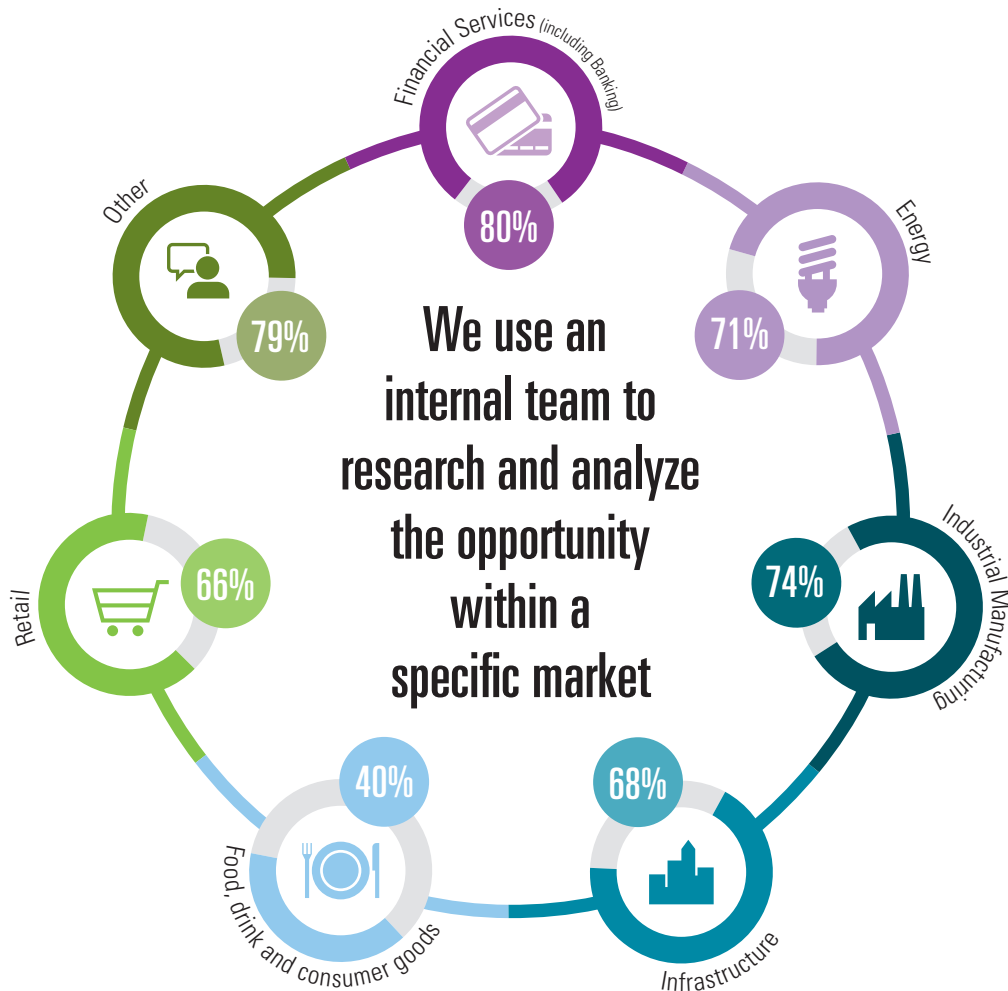 Financial Services (including Banking)
80%
Energy
71%
Industrial Manufacturing
74%
Infrastructure
68%
Food, drink and consumer goods
40%
Retail
66%
Other
79%
We use an
internal team to
research and analyze
the opportunity
within a
specific market